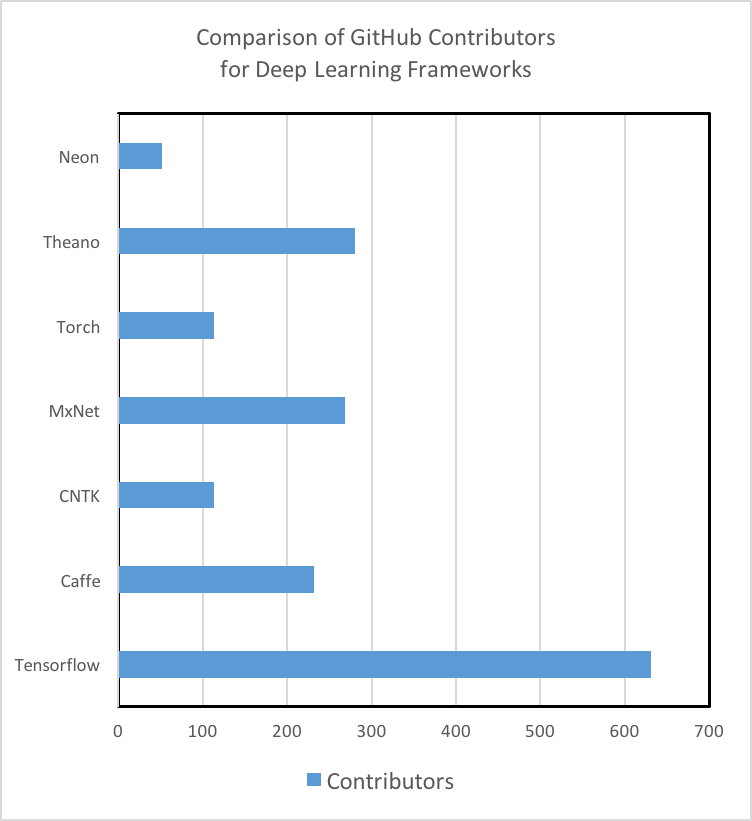 Comparison of GitHub Contributors
for Deep Learning Frameworks
Neon
Theano
Torch
MxNet
CNTK
Caffe
Tensorflow
0 100 200 300 400 500 600 700
Contributors